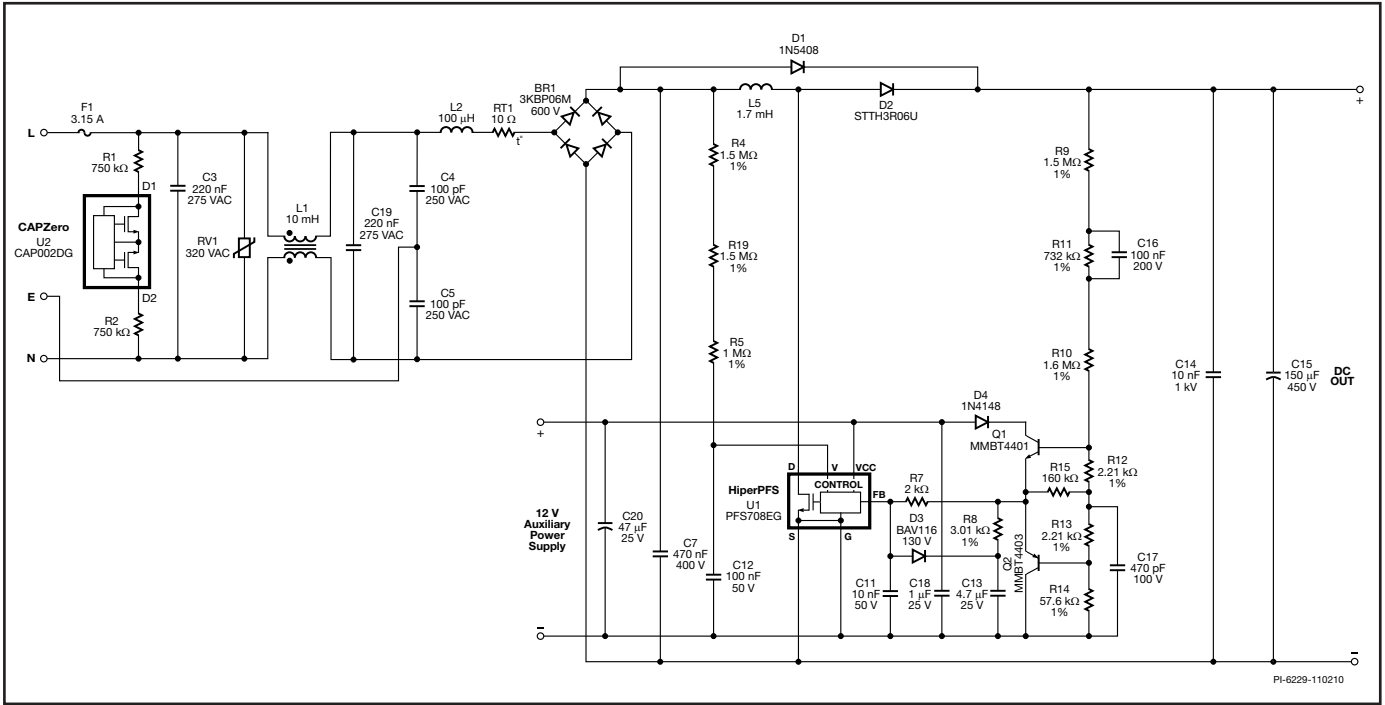 D1
1N5408
BR1
3KBP06M
600 V
L5
1.7 mH
D2
STTH3R06U
+
F1
3.15 A
L
L2
100 µH
RT1
10 Ω
t°
R1
750 kΩ
D1
C3
220 nF
275 VAC
CAPZero
U2
CAP002DG
RV1
320 VAC
L1
10 mH
C19
220 nF
275 VAC
C4
100 pF
250 VAC
R4
1.5 MΩ
1%
R9
1.5 MΩ
1%
R19
1.5 MΩ
1%
R11
732 kΩ
1%
C16
100 nF
200 V
E
D2
R2
750 kΩ
N
C5
100 pF
250 VAC
R5
1 MΩ
1%
R10
1.6 MΩ
1%
C14
10 nF
1 kV
C15
150 µF
450 V
DC
OUT
+
D4
1N4148
Q1
MMBT4401
R12
2.21 kΩ
1%
R15
160 kΩ
D
V
VCC
CONTROL
HiperPFS
U1
PFS708EG
FB
S
G
R7
2 kΩ
D3
BAV116
130 V
R8
3.01 kΩ
1%
Q2
MMBT4403
R13
2.21 kΩ
1%
C17
470 pF
100 V
12 V
Auxiliary
Power
Supply
C20
47 µF
25 V
C7
470 nF
400 V
C12
100 nF
50 V
C11
10 nF
50 V
C18
1 µF
25 V
C13
4.7 µF
25 V
R14
57.6 kΩ
1%
−
−
PI-6229-110210